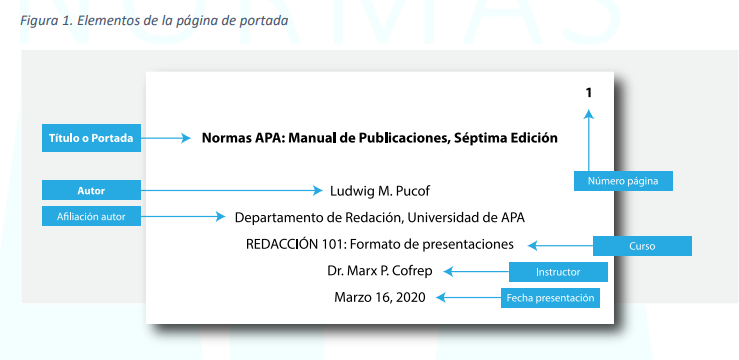 NORMAS
Figura 1. Elementos de la página de portada
1
Título o Portada
Normas APA: Manual de Publicaciones, Séptima Edición
Número página
Autor
Ludwig M. Pucof
Afiliación autor
Departamento de Redación, Universidad de APA
REDACCIÓN 101: Formato de presentaciones
Curso
Dr. Marx P. Cofrep
Instructor
Marzo 16, 2020
Fecha presentación